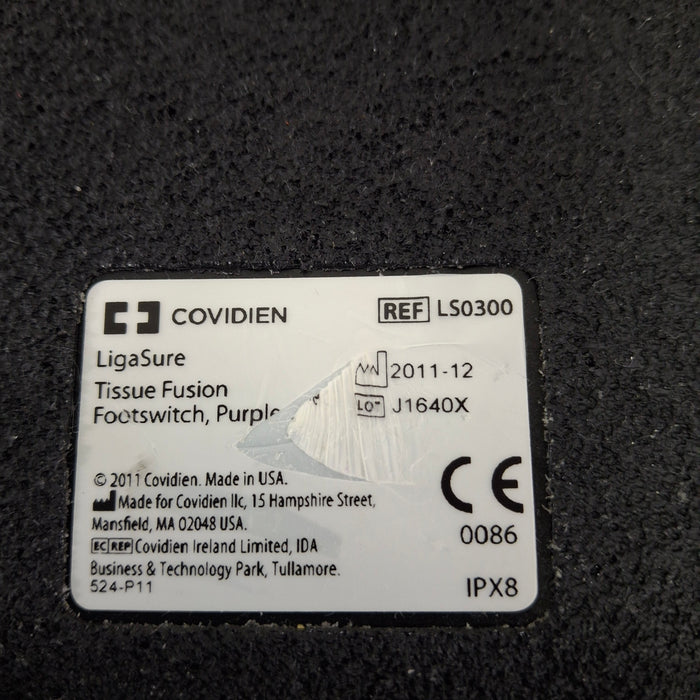 COVIDIEN
REF LS0300
LigaSure
Tissue Fusion
Footswitch, Purple
2011-12
LOT J1640X
© 2011 Covidien. Made in USA.
Made for Covidien llc, 15 Hampshire Street,
Mansfield, MA 02048 USA.
EC REP Covidien Ireland Limited, IDA
Business & Technology Park, Tullamore.
524-P11
CE
0086
IPX8